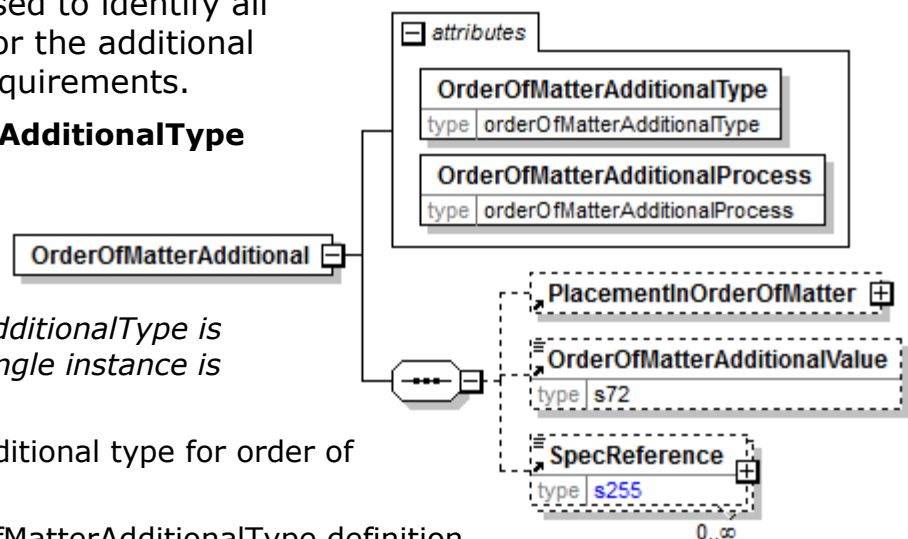 sed to identify all
or the additional
quirements.
AdditionalType
dditionalType is
ngle instance is
ditional type for order of
fMatterAdditionalType definition
attributes
OrderOfMatterAdditionalType
type orderOfMatterAdditionalType
OrderOfMatterAdditionalProcess
type orderOfMatterAdditionalProcess
OrderOfMatterAdditional
PlacementInOrderOfMatter
OrderOfMatterAdditionalValue
type s72
SpecReference
type s255
0..∞